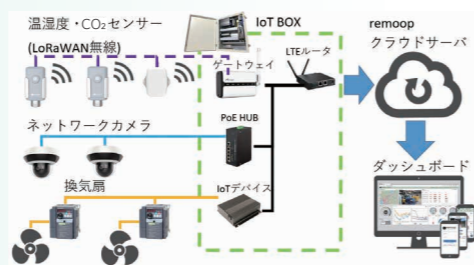 温湿度・CO₂センサー
(LoRaWAN無線)
IoT BOX
ゲートウェイ
LTEルータ
remoop
クラウドサーバ
ネットワークカメラ
PoE HUB
換気扇
IoTデバイス
ダッシュボード